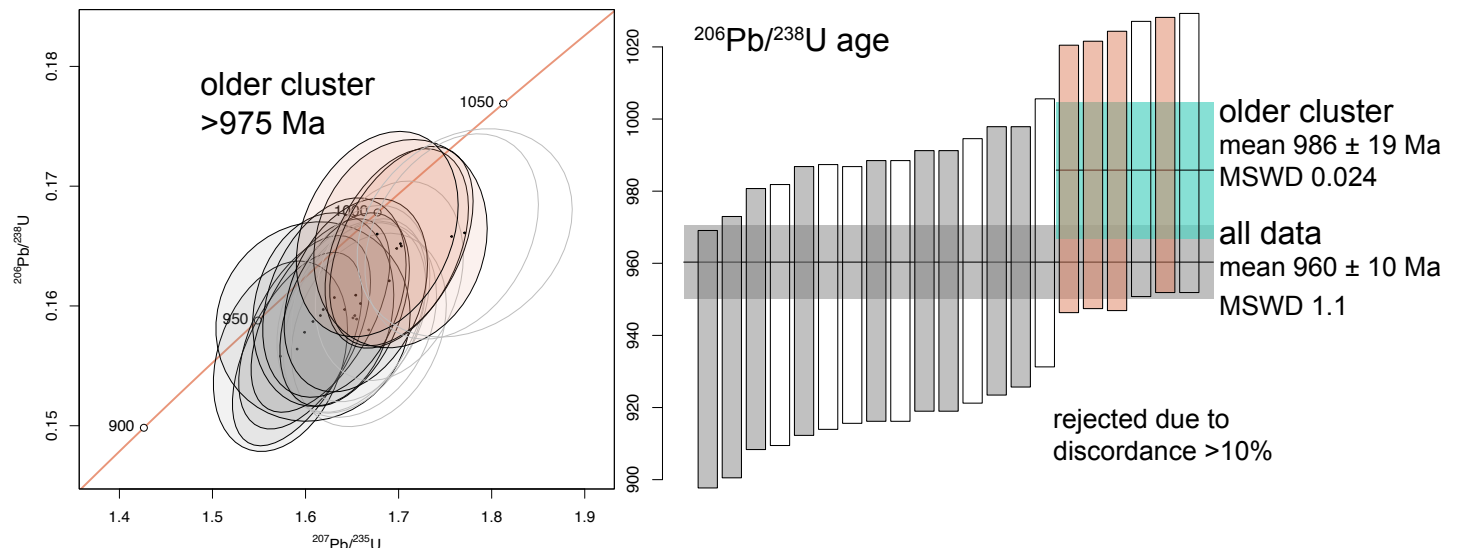 older cluster
>975 Ma
1050
1000
950
900
0.18
0.17
0.16
0.15
²⁰⁶Pb/²³⁸U
1.4 1.5 1.6 1.7 1.8 1.9
²⁰⁷Pb/²³⁵U
²⁰⁶Pb/²³⁸U age
1020
1000
980
960
940
920
900
older cluster
mean 986 ± 19 Ma
MSWD 0.024
all data
mean 960 ± 10 Ma
MSWD 1.1
rejected due to
discordance >10%